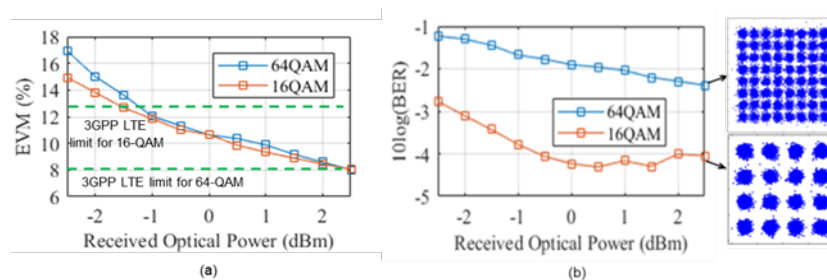 (a)
18
16
14
12
10
8
6
4
EVM (%)
64QAM
16QAM
3GPP LTE
limit for 16-QAM
3GPP LTE limit for 64-QAM
-2
-1
0
1
2
Received Optical Power (dBm)
(a)
(b)
-1
-2
-3
-4
-5
10log(BER)
64QAM
16QAM
-2
-1
0
1
2
Received Optical Power (dBm)
(b)